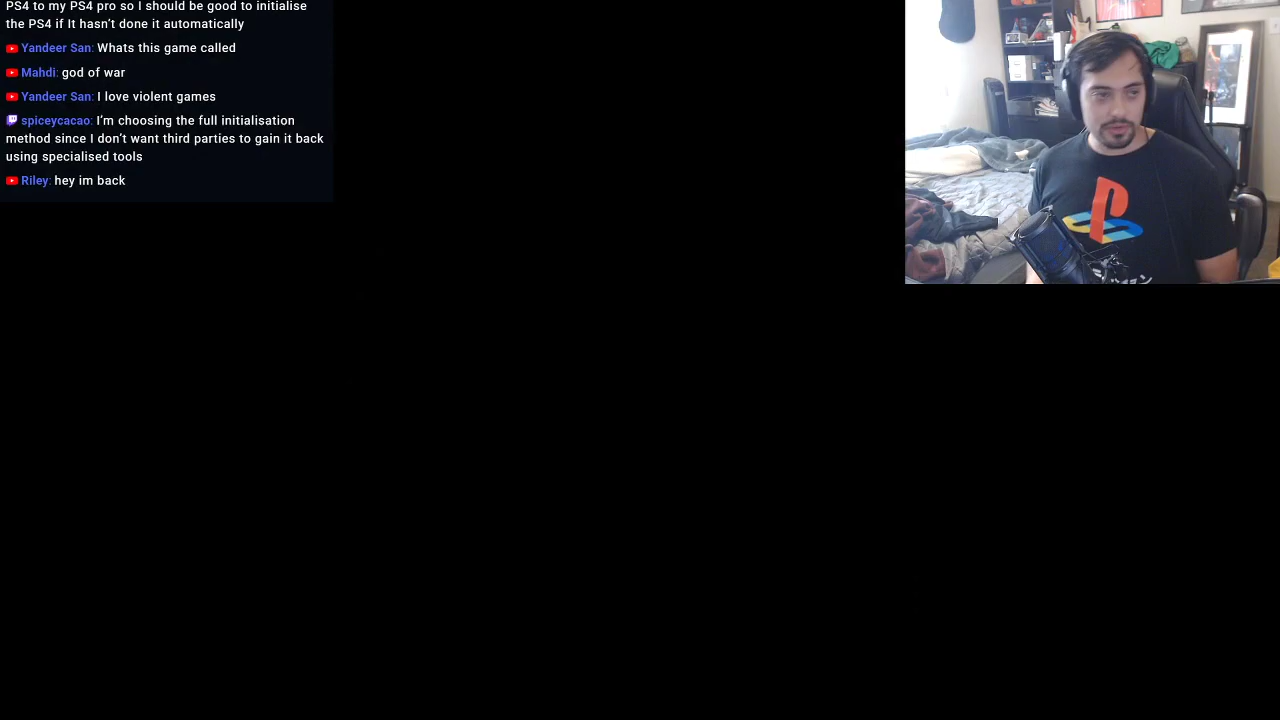 PS4 to my PS4 pro so I should be good to initialise
the PS4 if It hasn’t done it automatically
Yandeer San: Whats this game called
Mahdi: god of war
Yandeer San: I love violent games
spiceycacao: I’m choosing the full initialisation
method since I don’t want third parties to gain it back
using specialised tools
Riley: hey im back